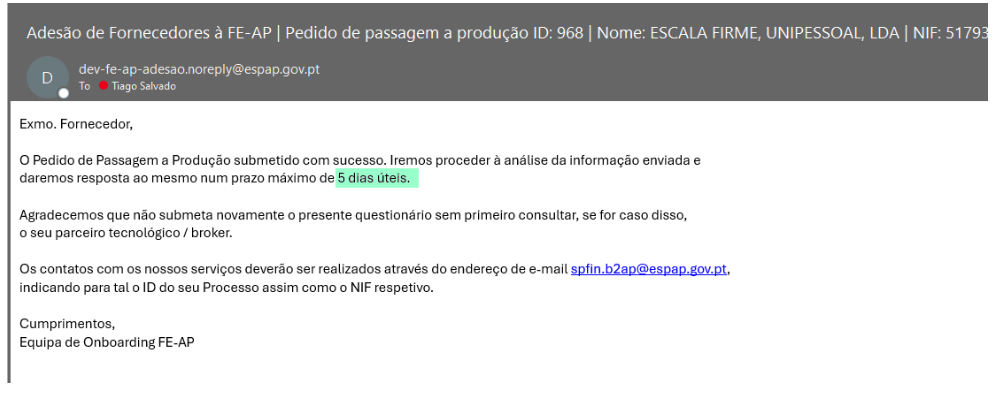 Adesão de Fornecedores à FE-AP | Pedido de passagem a produção ID: 968 | Nome: ESCALA FIRME, UNIPESSOAL, LDA | NIF: 51793
D
dev-fe-ap-adesao.noreply@espap.gov.pt
To Tiago Salvado
Exmo. Fornecedor,
O Pedido de Passagem a Produção submetido com sucesso. Iremos proceder à análise da informação enviada e
daremos resposta ao mesmo num prazo máximo de 5 dias úteis.
Agradecemos que não submeta novamente o presente questionário sem primeiro consultar, se for caso disso,
o seu parceiro tecnológico / broker.
Os contatos com os nossos serviços deverão ser realizados através do endereço de e-mail spfin.b2ap@espap.gov.pt,
indicando para tal o ID do seu Processo assim como o NIF respetivo.
Cumprimentos,
Equipa de Onboarding FE-AP